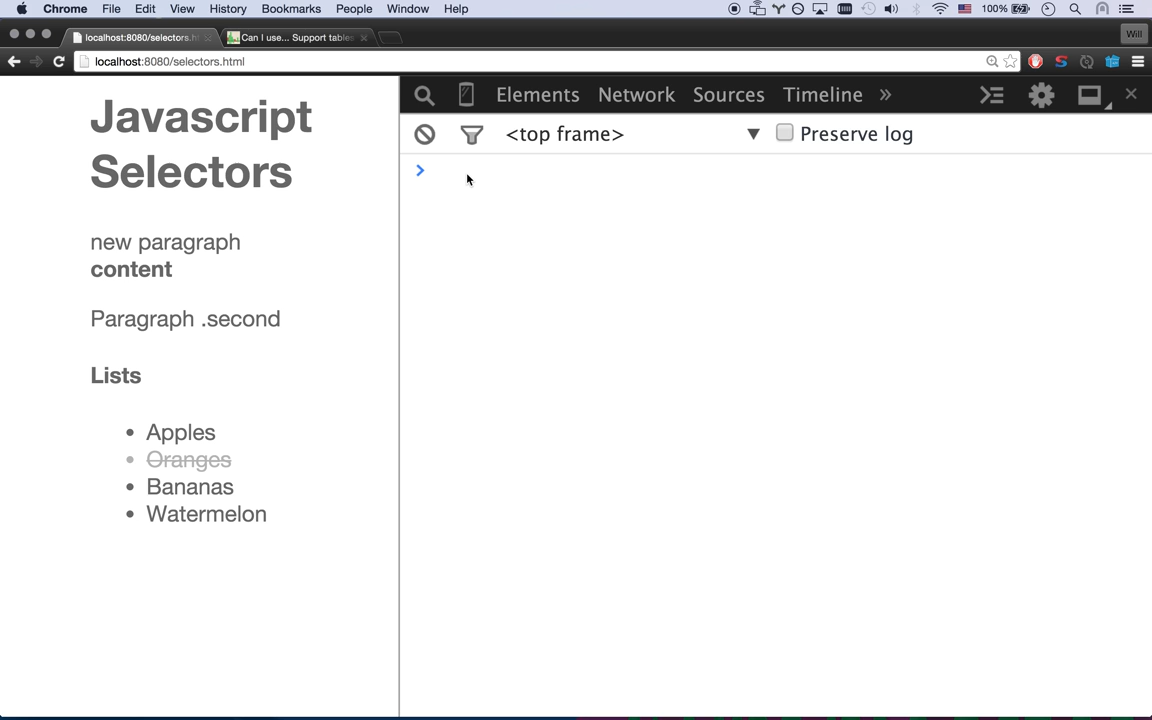 Chrome File Edit View History Bookmarks People Window Help 100%
localhost:8080/selectors.ht Can I use... Support tables Will
localhost:8080/selectors.html
Elements Network Sources Timeline »
<top frame> ▼ Preserve log
>
Javascript
Selectors
new paragraph
content
Paragraph .second
Lists
• Apples
• Oranges
• Bananas
• Watermelon